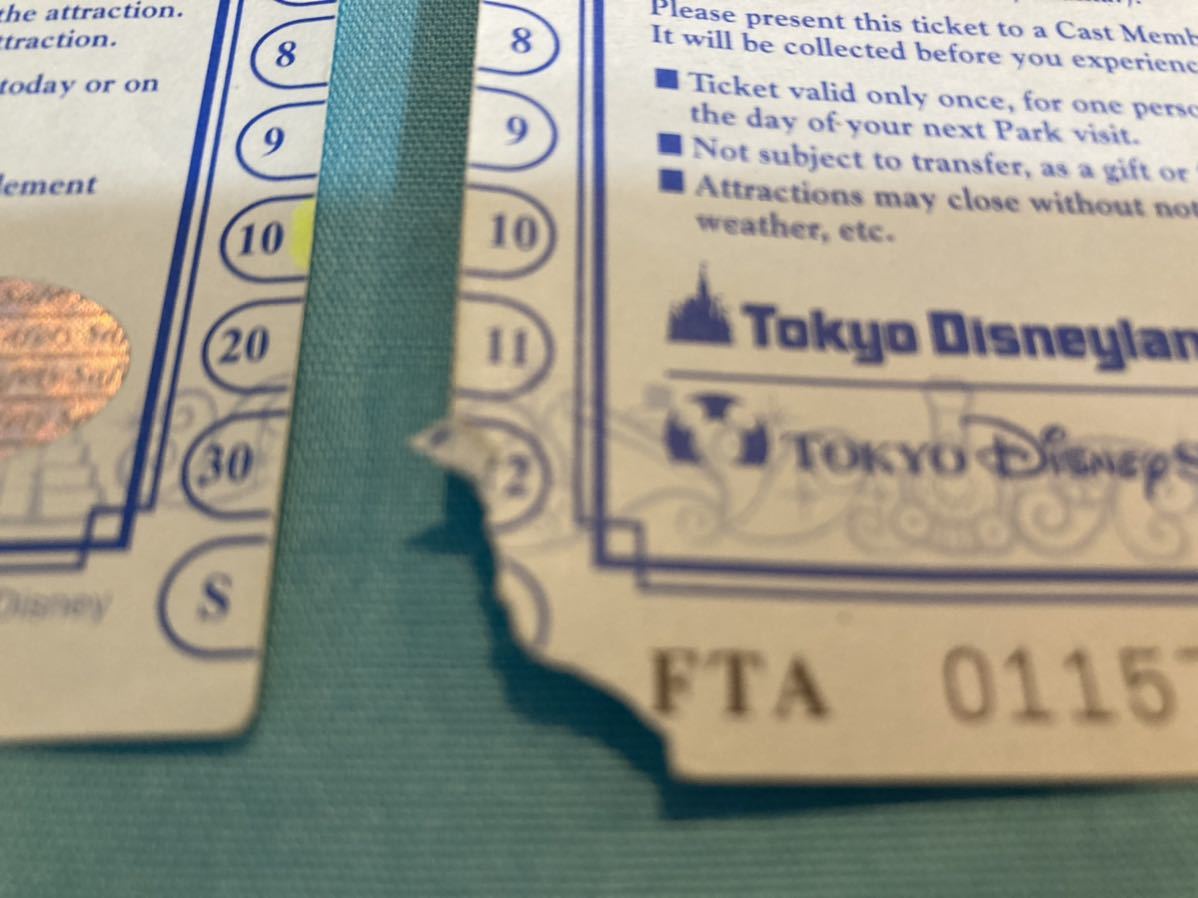 the attraction.
ttraction.
today or on
lement
8
9
10
20
30
S
Disney
8
9
10
11
2
Please present this ticket to a Cast Memb
It will be collected before you experienc
Ticket valid only once, for one perso
the day of your next Park visit.
Not subject to transfer, as a gift or
Attractions may close without not
weather, etc.
Tokyo Disneylan
TOKYO DISNEYS
FTA 0115